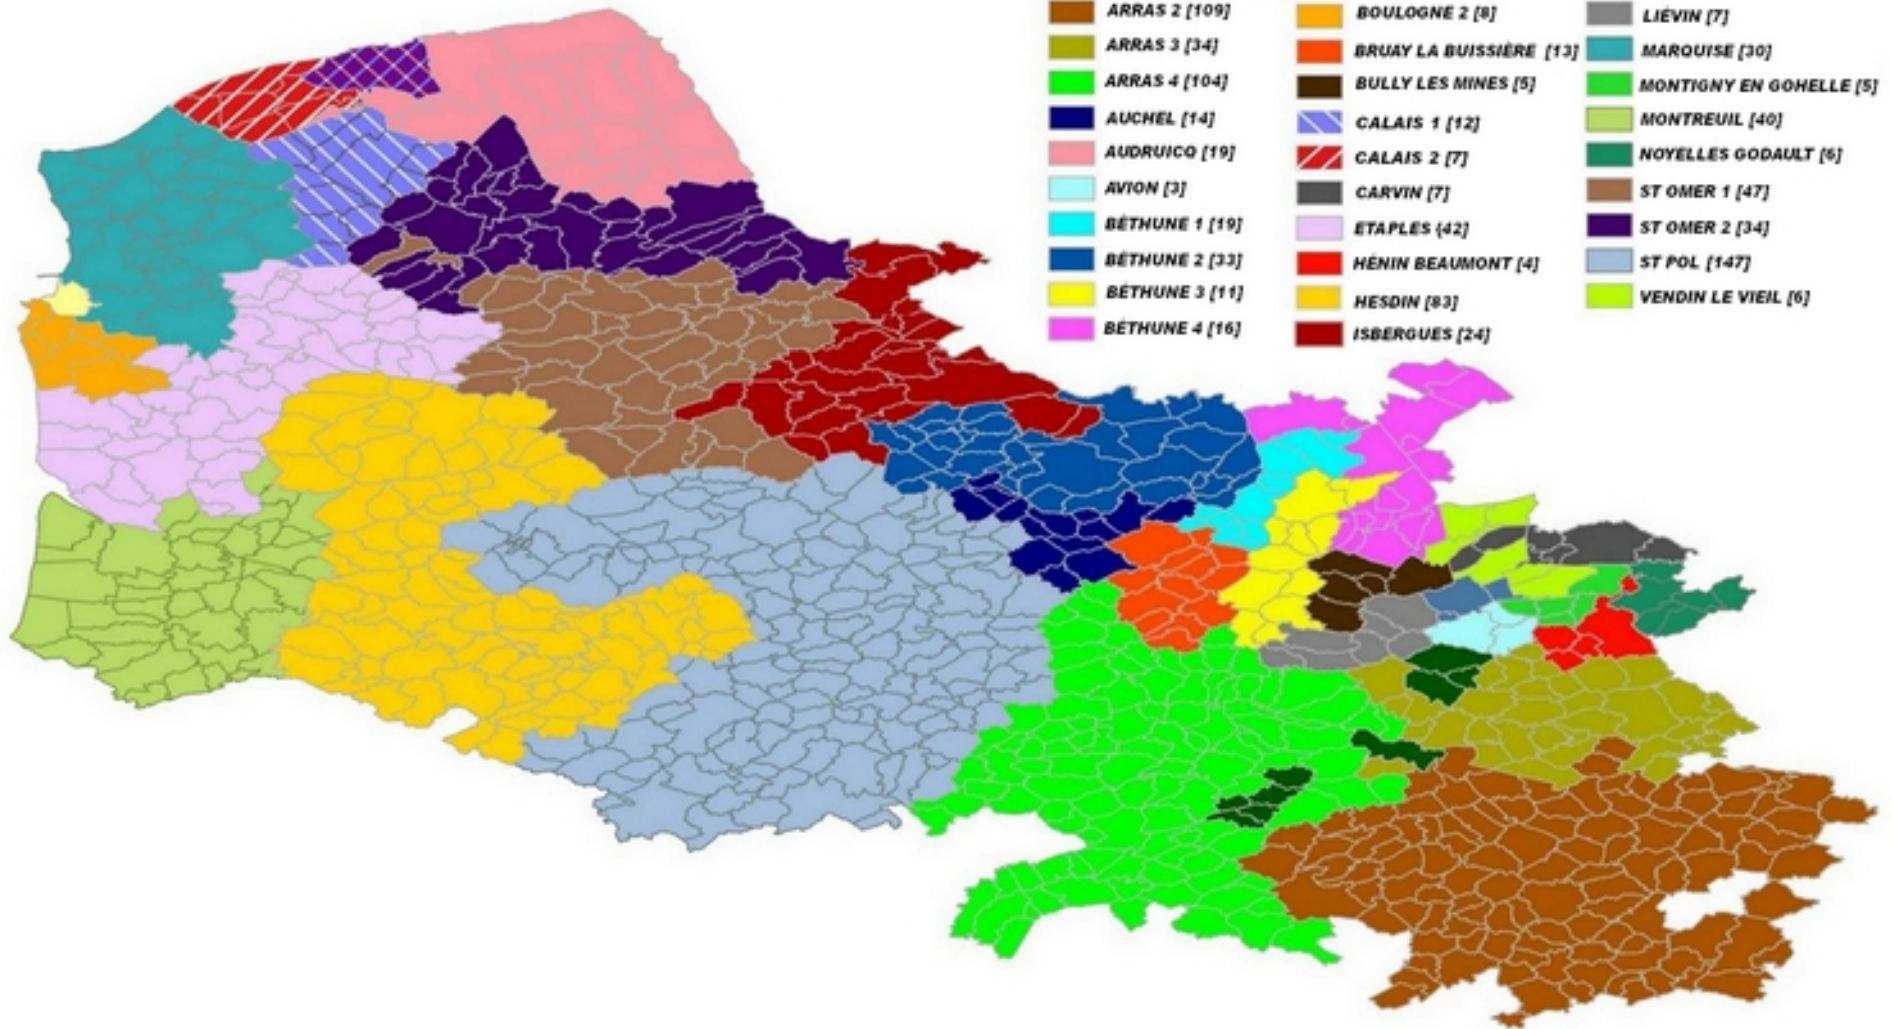 ARRAS 2 [109]
ARRAS 3 [34]
ARRAS 4 [104]
AUCHEL [14]
AUDRUICQ [19]
AVION [3]
BÉTHUNE 1 [19]
BÉTHUNE 2 [33]
BÉTHUNE 3 [11]
BÉTHUNE 4 [16]
BOULOGNE 2 [8]
BRUAY LA BUISSIÈRE [13]
BULLY LES MINES [5]
CALAIS 1 [12]
CALAIS 2 [7]
CARVIN [7]
ETAPLES (42]
HÉNIN BEAUMONT [4]
HESDIN [83]
ISBERGUES [24]
LIÉVIN [7]
MARQUISE [30]
MONTIGNY EN GOHELLE [5]
MONTREUIL [40]
NOYELLES GODAULT [6]
ST OMER 1 [47]
ST OMER 2 [34]
ST POL [147]
VENDIN LE VIEIL [6]